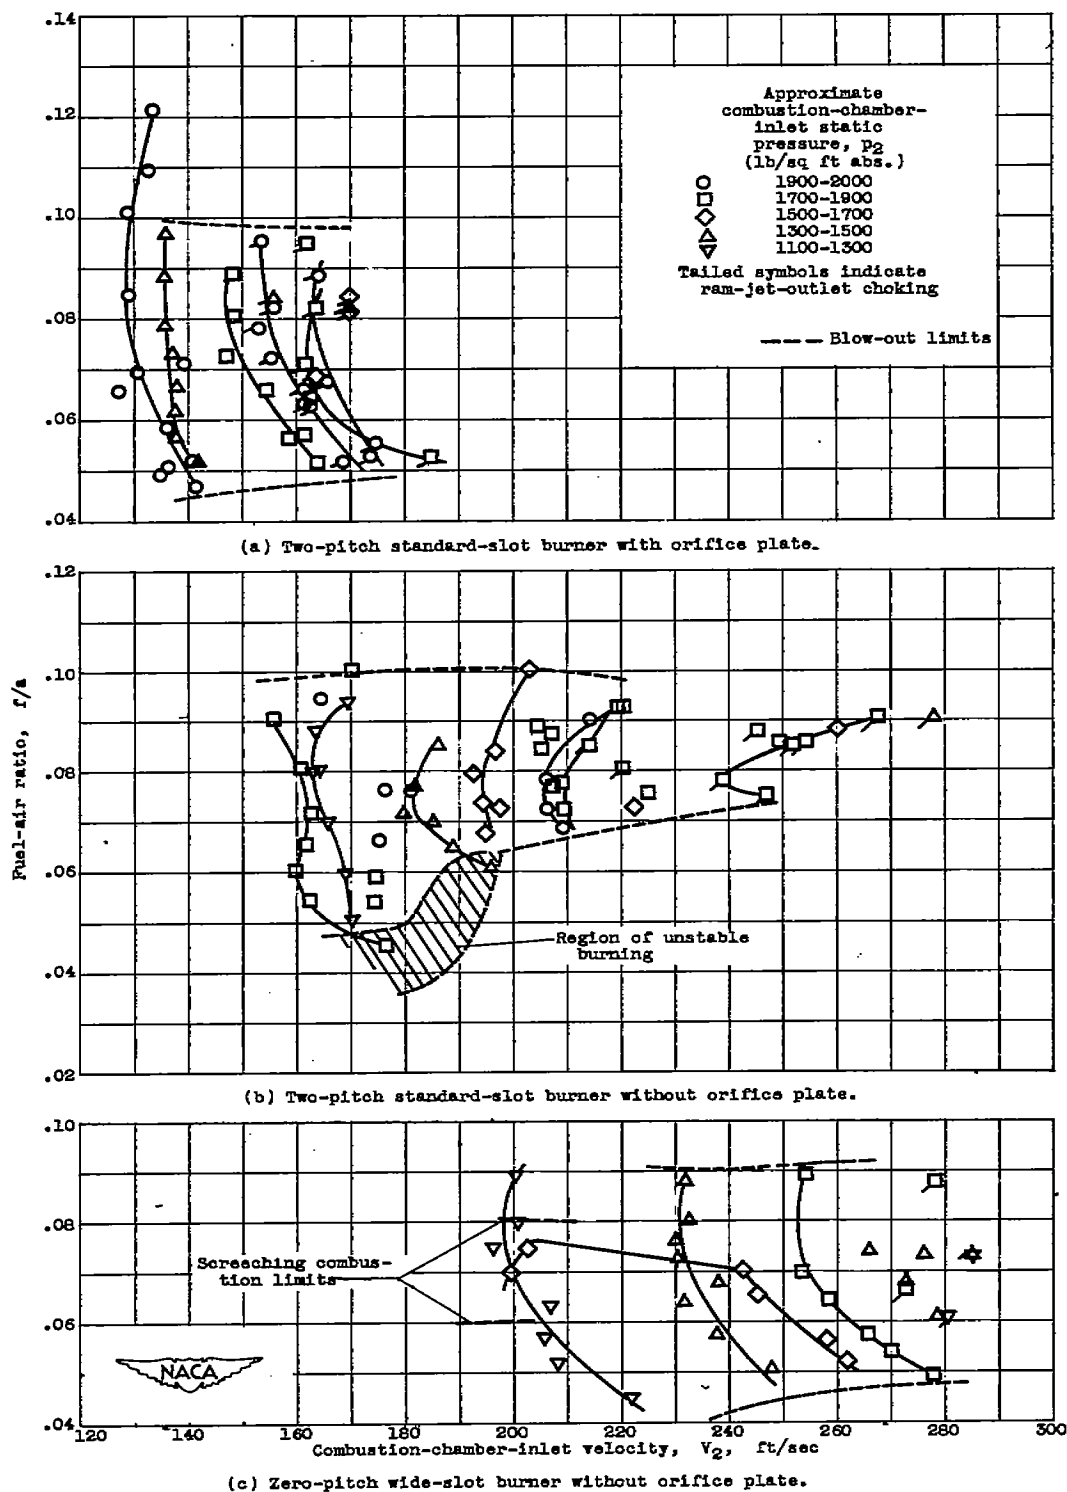 .14
.12
.10
.08
.06
.04
Approximate
combustion-chamber-
inlet static
pressure, p2
(lb/sq ft abs.)
1900-2000
1700-1900
1500-1700
1300-1500
1100-1300
Tailed symbols indicate
ram-jet-outlet choking
Blow-out limits
(a) Two-pitch standard-slot burner with orifice plate.
.12
.10
.08
.06
.04
.02
Fuel-air ratio, f/a
Region of unstable
burning
(b) Two-pitch standard-slot burner without orifice plate.
.10
.08
.06
.04
Screeching combus-
tion limits
NACA
120 140 160 180 200 220 240 260 280 300
Combustion-chamber-inlet velocity, V2, ft/sec
(c) Zero-pitch wide-slot burner without orifice plate.